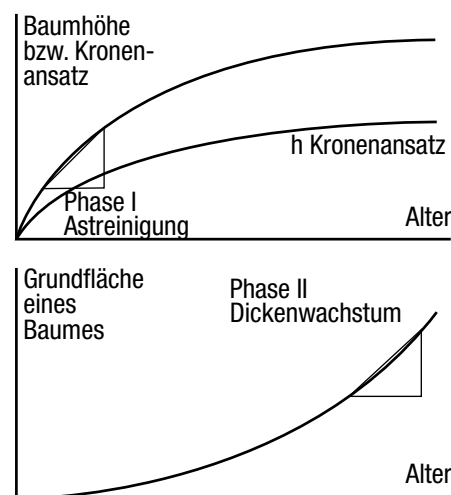 Baumhöhe
bzw. Kronen-
ansatz
h Kronenansatz
Phase I
Astreinigung
Alter
Grundfläche
eines
Baumes
Phase II
Dickenwachstum
Alter